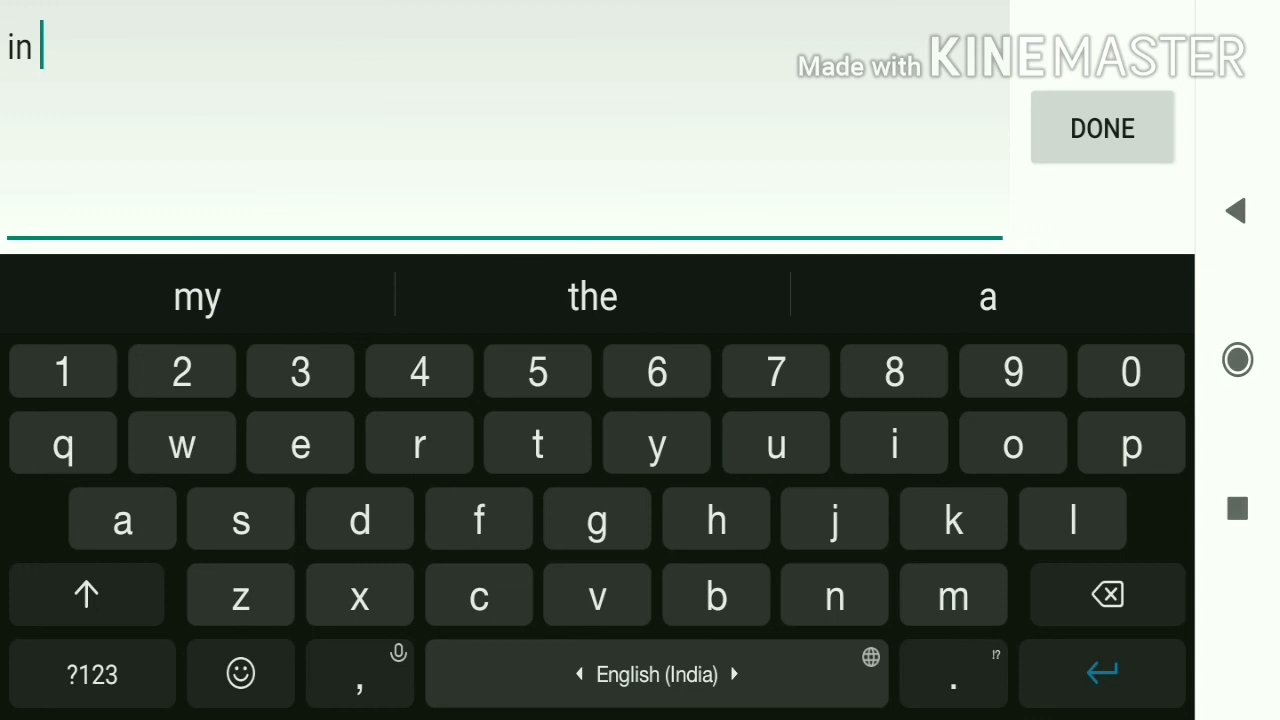 in
Made with KINEMASTER
DONE
my the a
1 2 3 4 5 6 7 8 9 0
q w e r t y u i o p
a s d f g h j k l
z x c v b n m
?123 , English (India) . !?